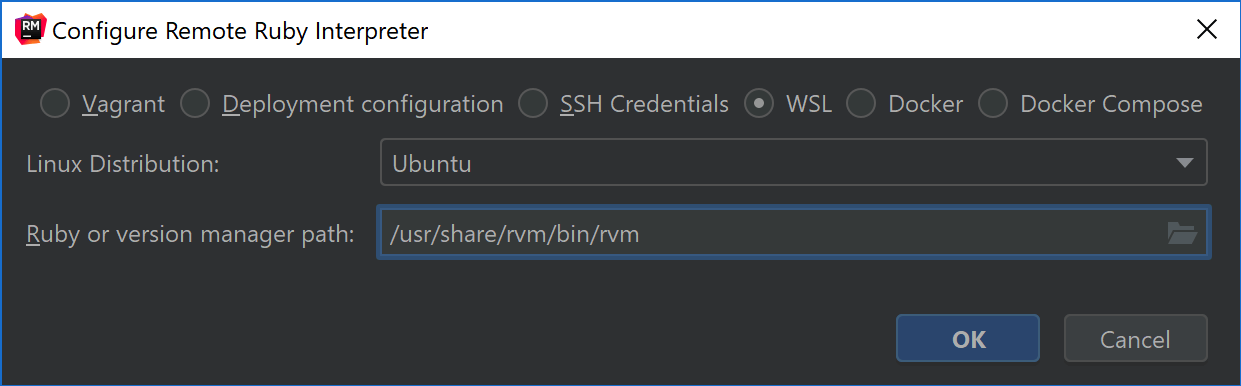 RM
Configure Remote Ruby Interpreter
Vagrant Deployment configuration SSH Credentials WSL Docker Docker Compose
Linux Distribution: Ubuntu
Ruby or version manager path: /usr/share/rvm/bin/rvm
OK Cancel